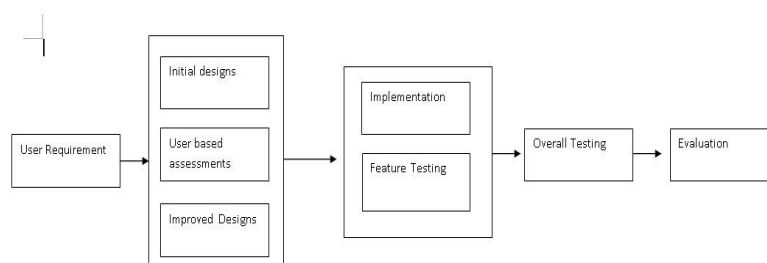 User Requirement
Initial designs
User based
assessments
Improved Designs
Implementation
Feature Testing
Overall Testing
Evaluation